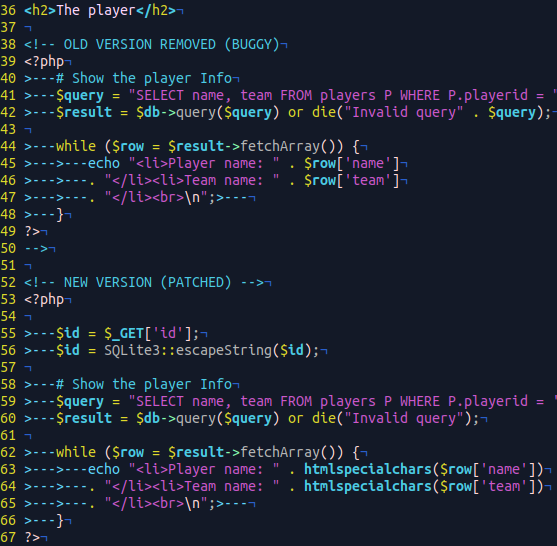 36 <h2>The player</h2>¬
37 ¬
38 <!-- OLD VERSION REMOVED (BUGGY)¬
39 <?php¬
40 >---# Show the player Info¬
41 >---$query = "SELECT name, team FROM players P WHERE P.playerid = "
42 >---$result = $db->query($query) or die("Invalid query" . $query);¬
43 ¬
44 >---while ($row = $result->fetchArray()) {¬
45 >--->---echo "<li>Player name: " . $row['name']¬
46 >--->---. "</li><li>Team name: " . $row['team']¬
47 >--->---. "</li><br>\n";>---¬
48 >---}¬
49 ?>¬
50 -->¬
51 ¬
52 <!-- NEW VERSION (PATCHED) -->¬
53 <?php¬
54 ¬
55 >---$id = $_GET['id'];¬
56 >---$id = SQLite3::escapeString($id);¬
57 ¬
58 >---# Show the player Info¬
59 >---$query = "SELECT name, team FROM players P WHERE P.playerid = '
60 >---$result = $db->query($query) or die("Invalid query");¬
61 ¬
62 >---while ($row = $result->fetchArray()) {¬
63 >--->---echo "<li>Player name: " . htmlspecialchars($row['name'])¬
64 >--->---. "</li><li>Team name: " . htmlspecialchars($row['team'])¬
65 >--->---. "</li><br>\n";>---¬
66 >---}¬
67 ?>¬